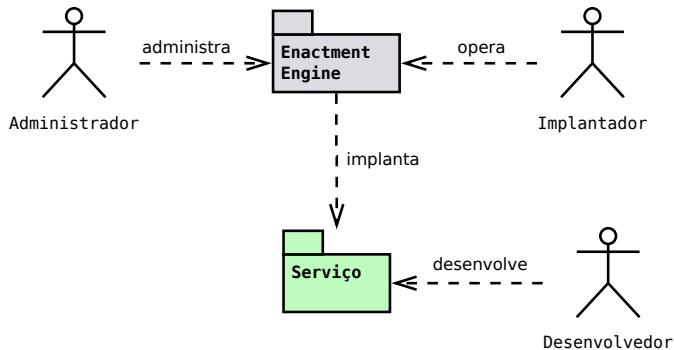 administra
Enactment
Engine
opera
Administrador
Implantador
implanta
Serviço
desenvolve
Desenvolvedor